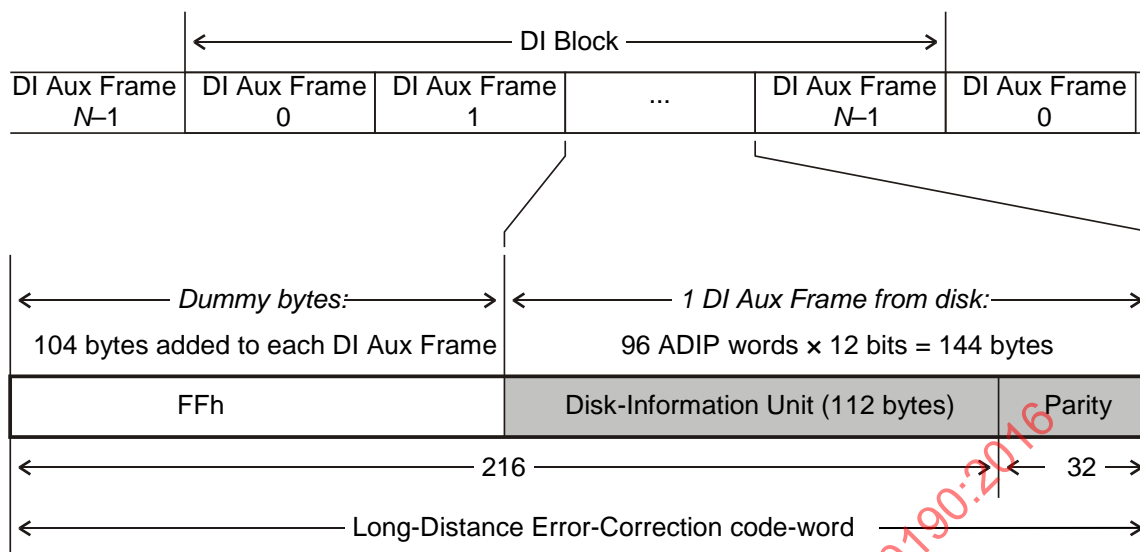 DI Block
DI Aux Frame DI Aux Frame DI Aux Frame ... DI Aux Frame DI Aux Frame
N–1 0 1 N–1 0
Dummy bytes: 1 DI Aux Frame from disk:
104 bytes added to each DI Aux Frame 96 ADIP words × 12 bits = 144 bytes
FFh Disk-Information Unit (112 bytes) Parity
216 32
Long-Distance Error-Correction code-word
9190:2016